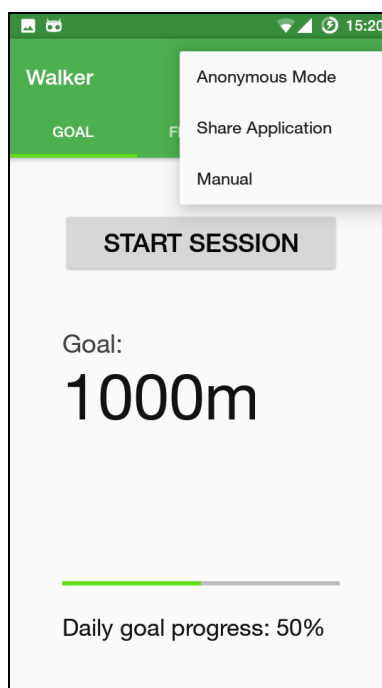 15:20
Walker
Anonymous Mode
GOAL
Share Application
Manual
START SESSION
Goal:
1000m
Daily goal progress: 50%